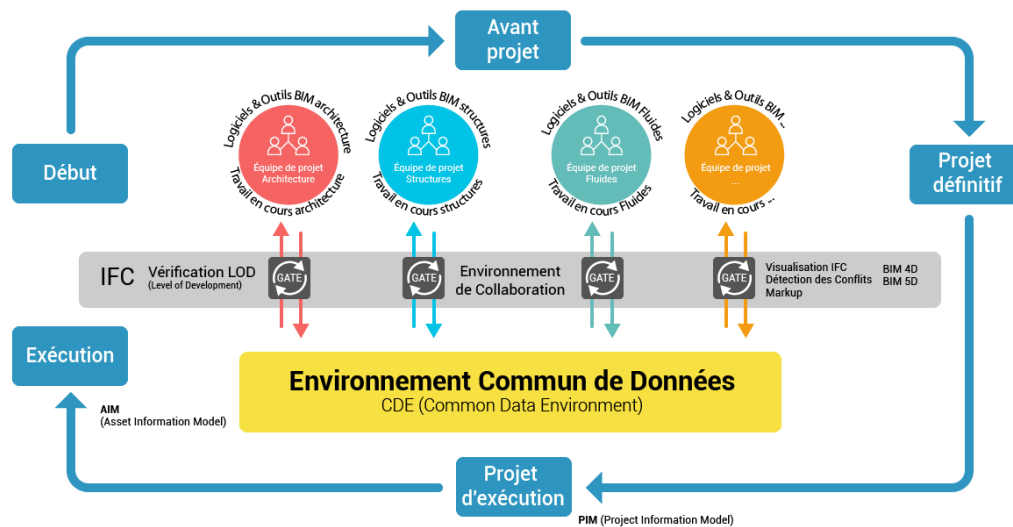 Avant
projet
Début
Projet
définitif
Logiciels & Outils BIM architecture
Équipe de projet
Architecture
Travail en cours architecture
Logiciels & Outils BIM structures
Équipe de projet
Structures
Travail en cours structures
Logiciels & Outils BIM Fluides
Équipe de projet
Fluides
Travail en cours Fluides
Logiciels & Outils BIM ...
Équipe de projet
...
Travail en cours ...
IFC
Vérification LOD
(Level of Development)
GATE
Environnement
de Collaboration
GATE
GATE
GATE
Visualisation IFC
Détection des Conflits
Markup
BIM 4D
BIM 5D
Exécution
Environnement Commun de Données
CDE (Common Data Environment)
AIM
(Asset Information Model)
Projet
d'exécution
PIM (Project Information Model)